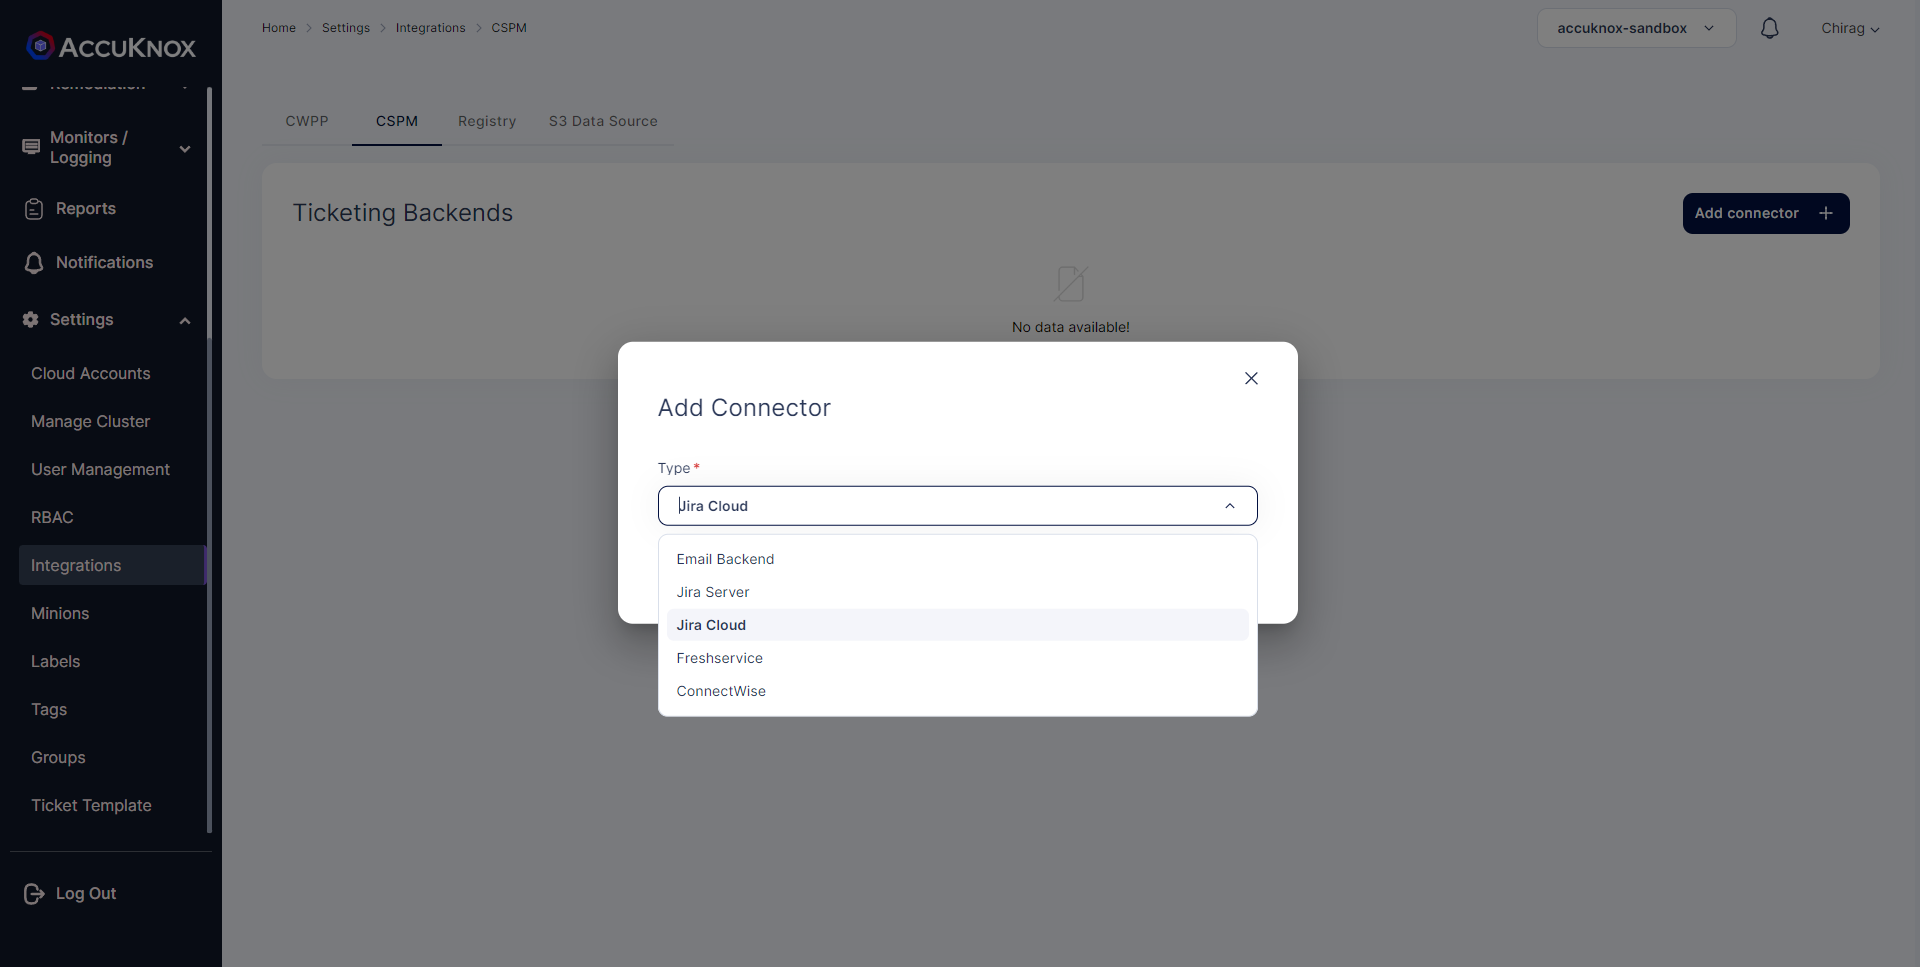 ACCUKNOX
Remediation
Monitors /
Logging
Reports
Notifications
Settings
Cloud Accounts
Manage Cluster
User Management
RBAC
Integrations
Minions
Labels
Tags
Groups
Ticket Template
Log Out
Home > Settings > Integrations > CSPM
accuknox-sandbox
Chirag
CWPP CSPM Registry S3 Data Source
Ticketing Backends
Add connector +
No data available!
Add Connector
Type *
Jira Cloud
Email Backend
Jira Server
Jira Cloud
Freshservice
ConnectWise